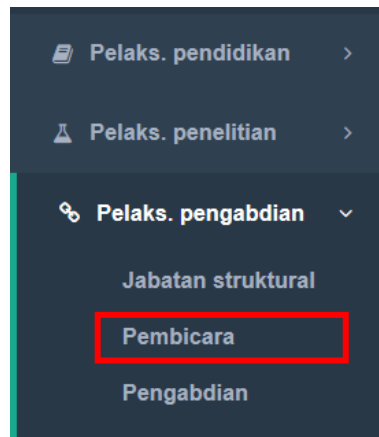 Pelaks. pendidikan
Pelaks. penelitian
Pelaks. pengabdian
Jabatan struktural
Pembicara
Pengabdian